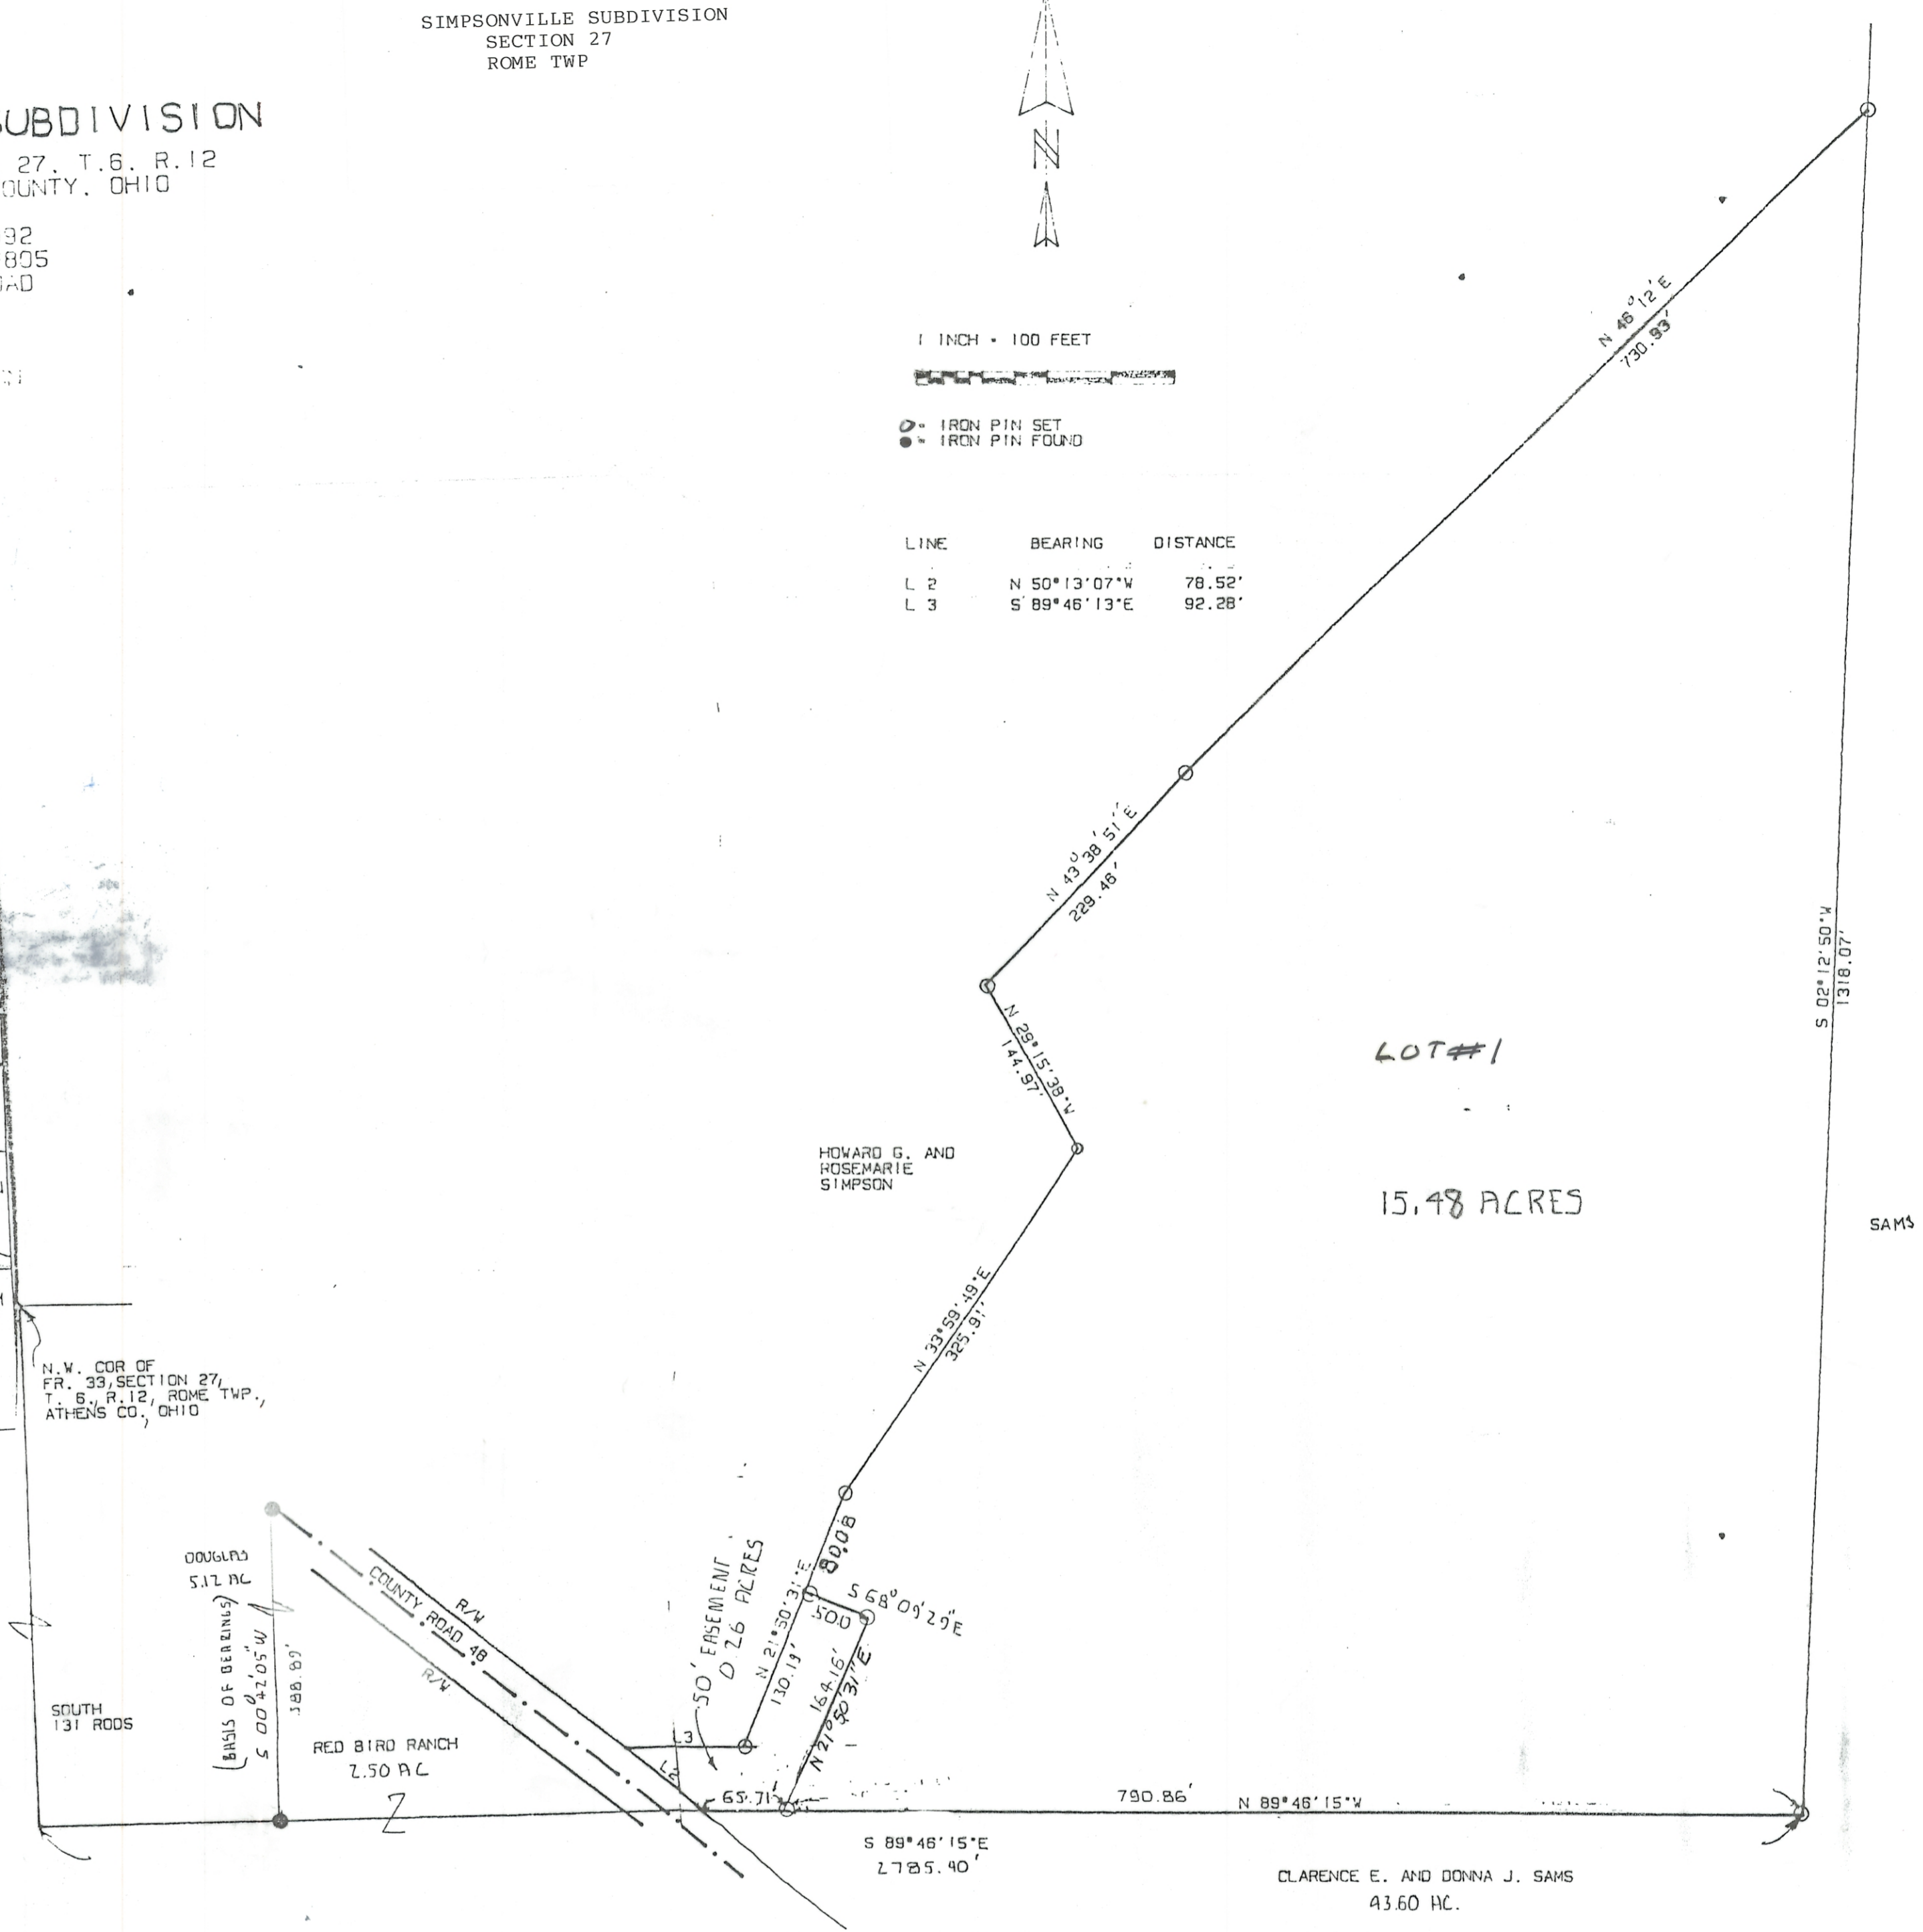 SIMPSONVILLE SUBDIVISION
SECTION 27
ROME TWP
SUBDIVISION
27. T.6. R.12
OUNTY. OHIO
92
805
OAD
N
1 INCH = 100 FEET
O= IRON PIN SET
●= IRON PIN FOUND
LINE BEARING DISTANCE
L 2 N 50°13'07"W 78.52'
L 3 S 89°46'13"E 92.28'
N 46°12'E
730.93'
N 43° 38' 51" E
229.46'
N 29°15'38"W
144.97'
S 02°12'50"W
1318.07'
LOT #1
15.48 ACRES
HOWARD G. AND
ROSEMARIE
SIMPSON
SAMS
N 33°59'49"E
325.91'
N.W. COR OF
FR. 33, SECTION 27,
T. 6., R.12, ROME TWP.,
ATHENS CO., OHIO
DOUGLAS
5.12 AC
(BASIS OF BEARINGS)
S 00°42'05"W
388.89'
COUNTY ROAD 48
R/W
R/W
50' EASEMENT
0.26 ACRES
80.08
N 21°50'31"E
130.19'
S 68°09'29"E
50.0
164.16'
N 21°50'31"E
SOUTH
131 RODS
RED BIRD RANCH
2.50 AC
L3
L2
65.71'
790.86'
N 89°46'15"W
S 89°46'15"E
2785.90'
CLARENCE E. AND DONNA J. SAMS
43.60 AC.